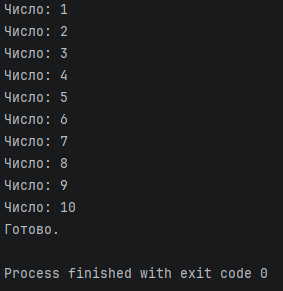 Число: 1
Число: 2
Число: 3
Число: 4
Число: 5
Число: 6
Число: 7
Число: 8
Число: 9
Число: 10
Готово.
Process finished with exit code 0